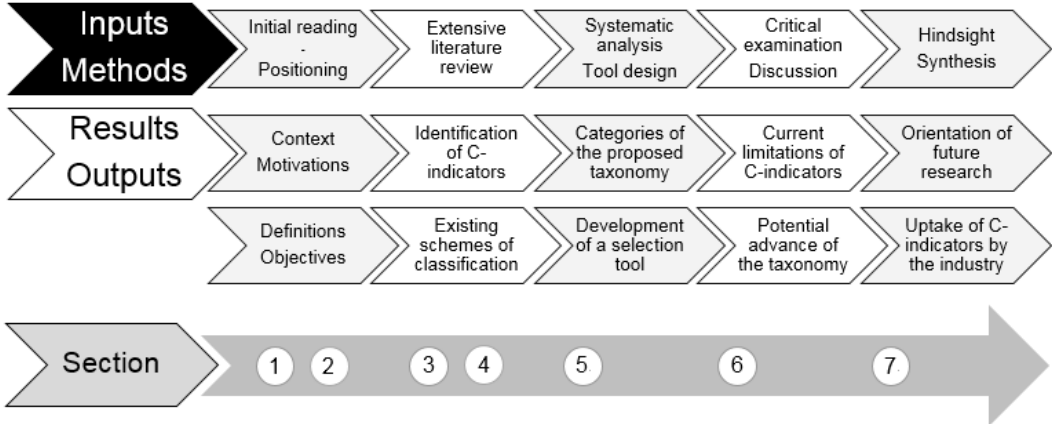 Inputs
Methods
Initial reading
-
Positioning
Extensive
literature
review
Systematic
analysis
Tool design
Critical
examination
Discussion
Hindsight
Synthesis
Results
Outputs
Context
Motivations
Identification
of C-
indicators
Categories of
the proposed
taxonomy
Current
limitations of
C-indicators
Orientation of
future
research
Definitions
Objectives
Existing
schemes of
classification
Development
of a selection
tool
Potential
advance of
the taxonomy
Uptake of C-
indicators by
the industry
Section
1 2 3 4 5. 6 7.